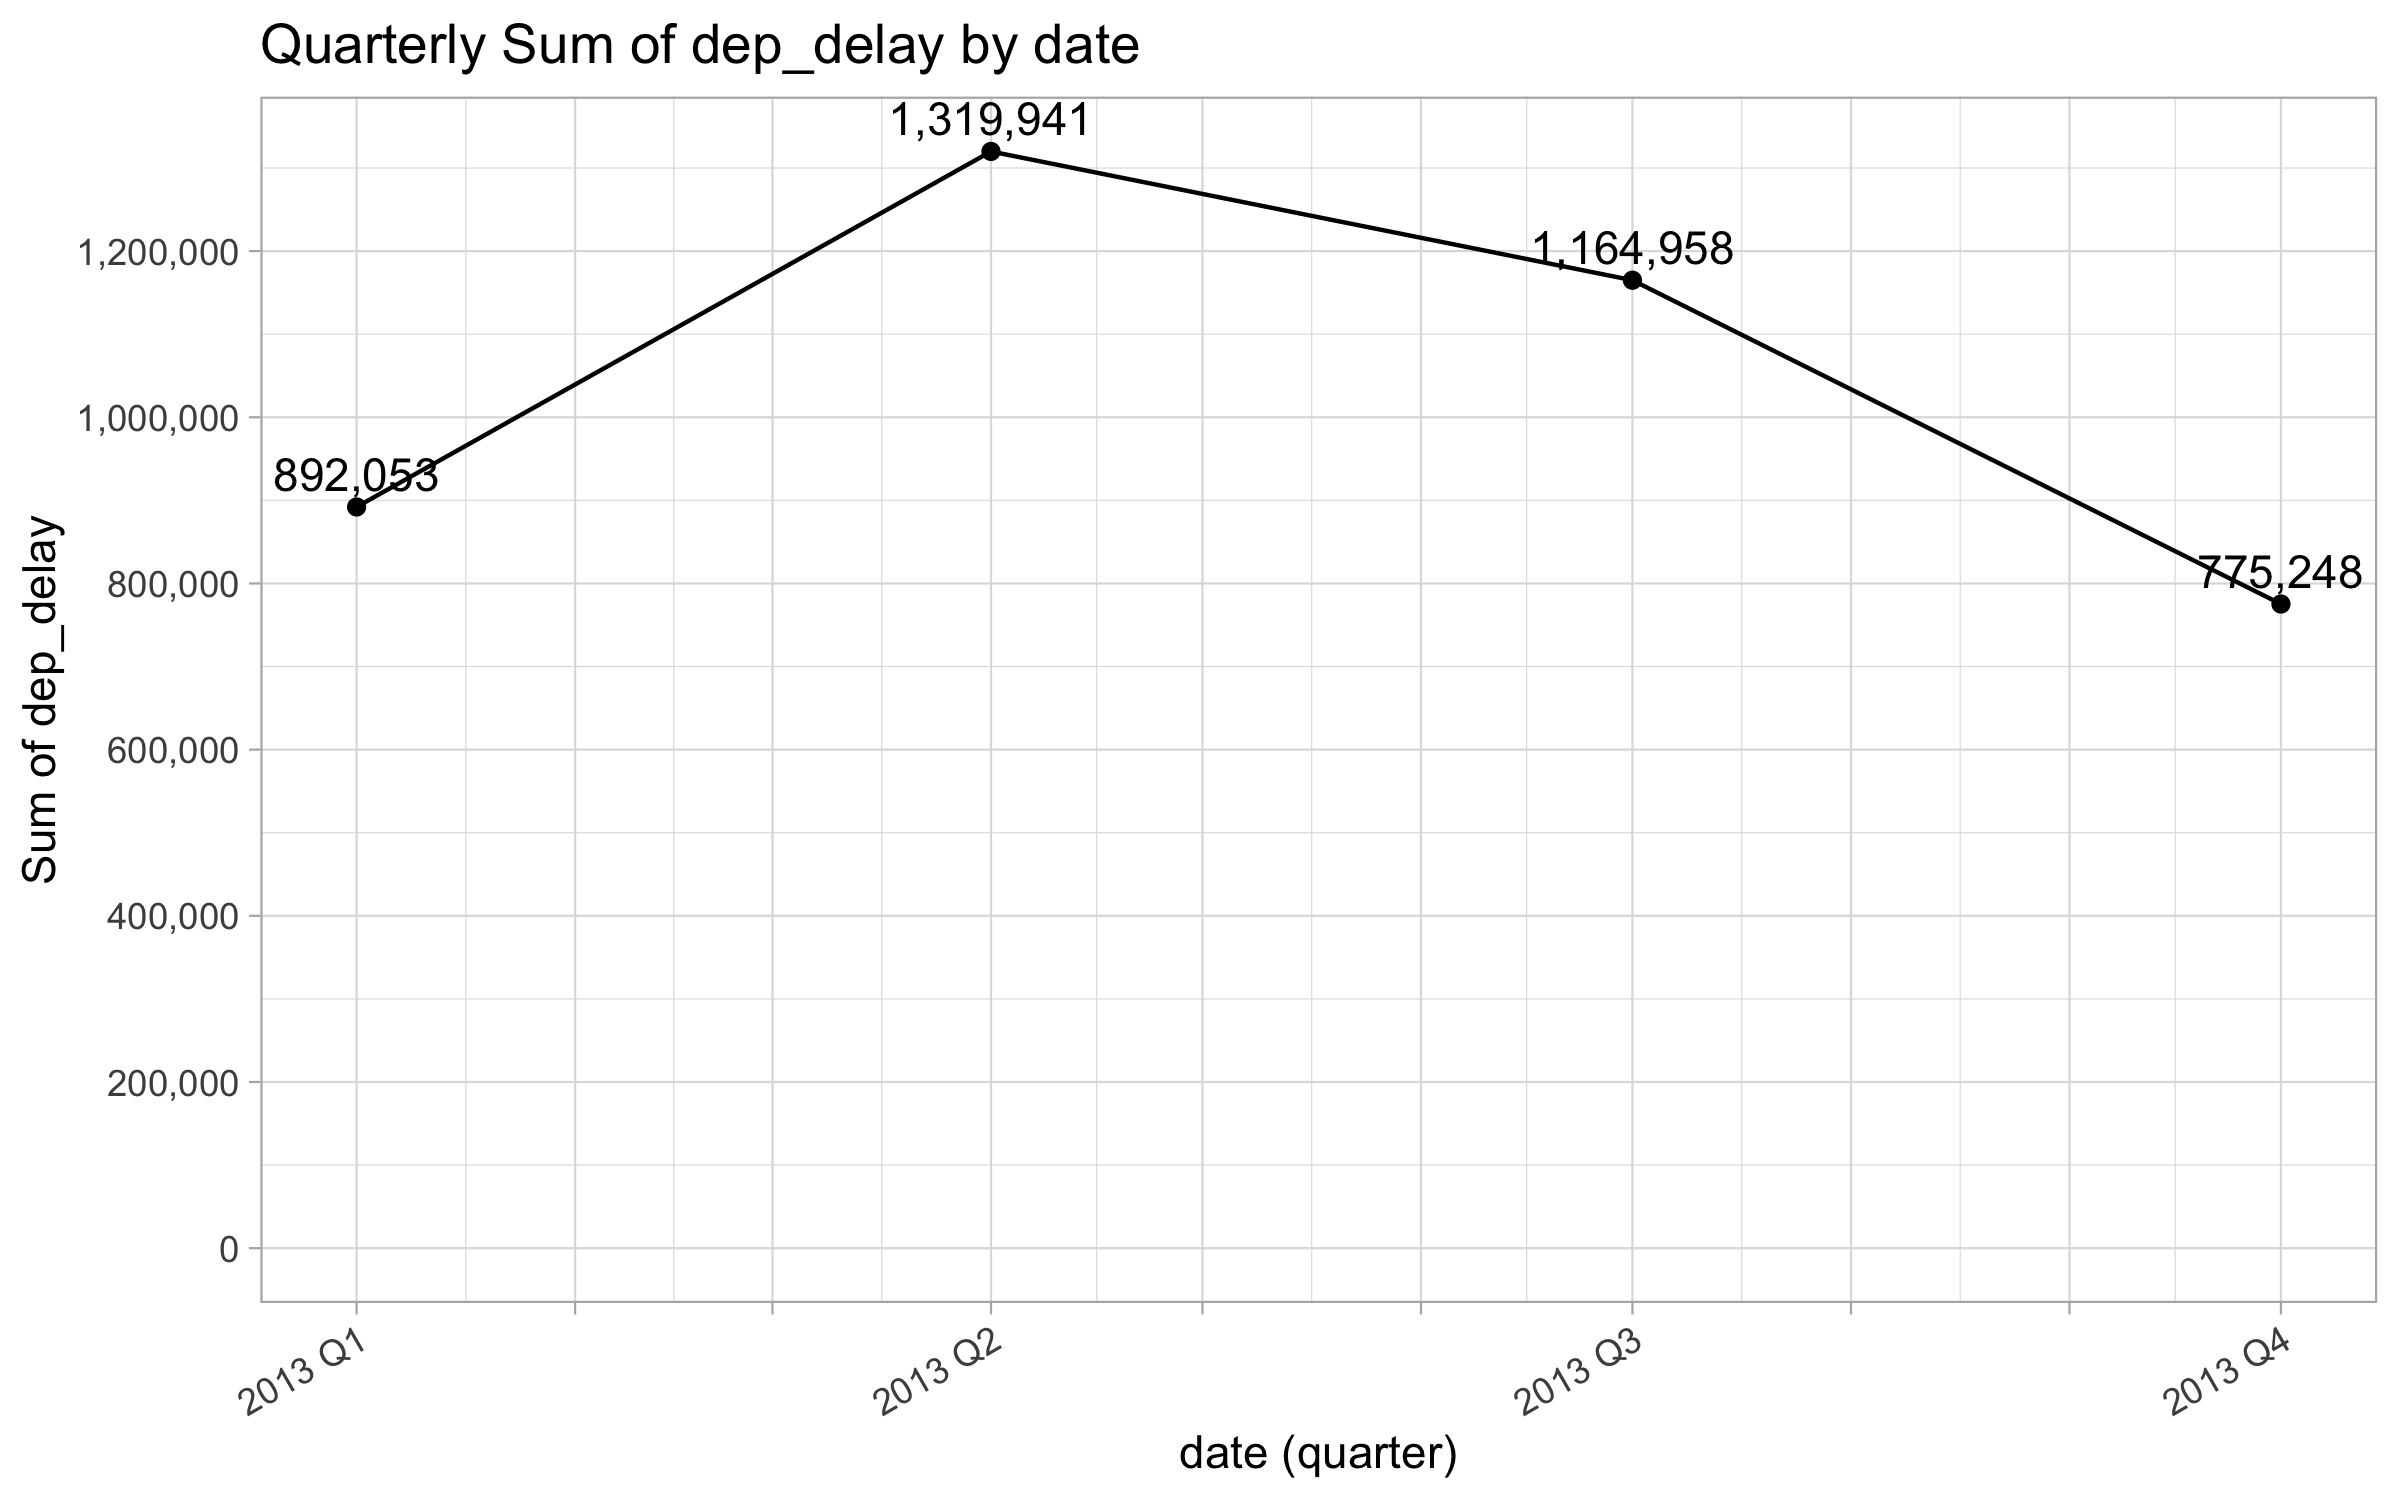 Quarterly Sum of dep_delay by date
1,319,941
1,164,958
892,053
775,248
1,200,000
1,000,000
800,000
600,000
400,000
200,000
0
Sum of dep_delay
2013 Q1
2013 Q2
2013 Q3
2013 Q4
date (quarter)